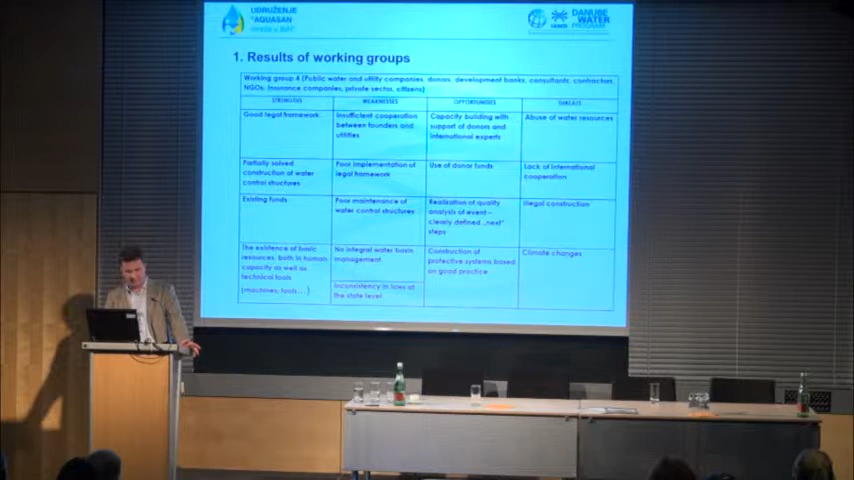 UDRUŽENJE
"AQUASAN
mreža u BiH"
DANUBE
WATER
PROGRAM
1. Results of working groups
Working group 4 (Public water and utility companies, donors, development banks, consultants, contractors,
NGOs, Insurance companies, private sector, citizens)
STRENGTHS WEAKNESSES OPPORTUNITIES THREATS
Good legal framework
Insufficient cooperation
between founders and
utilities
Capacity building with
support of donors and
international experts
Abuse of water resources
Partially solved
construction of water
control structures
Poor implementation of
legal framework
Use of donor funds
Lack of international
cooperation
Existing funds
Poor maintenance of
water control structures
Realization of quality
analysis of event –
clearly defined „next"
steps
Illegal construction
The existence of basic
resources, both in human
capacity as well as
technical tools
(machines, tools…)
No integral water basin
management
Inconsistency in laws at
the state level
Construction of
protective systems based
on good practice
Climate changes